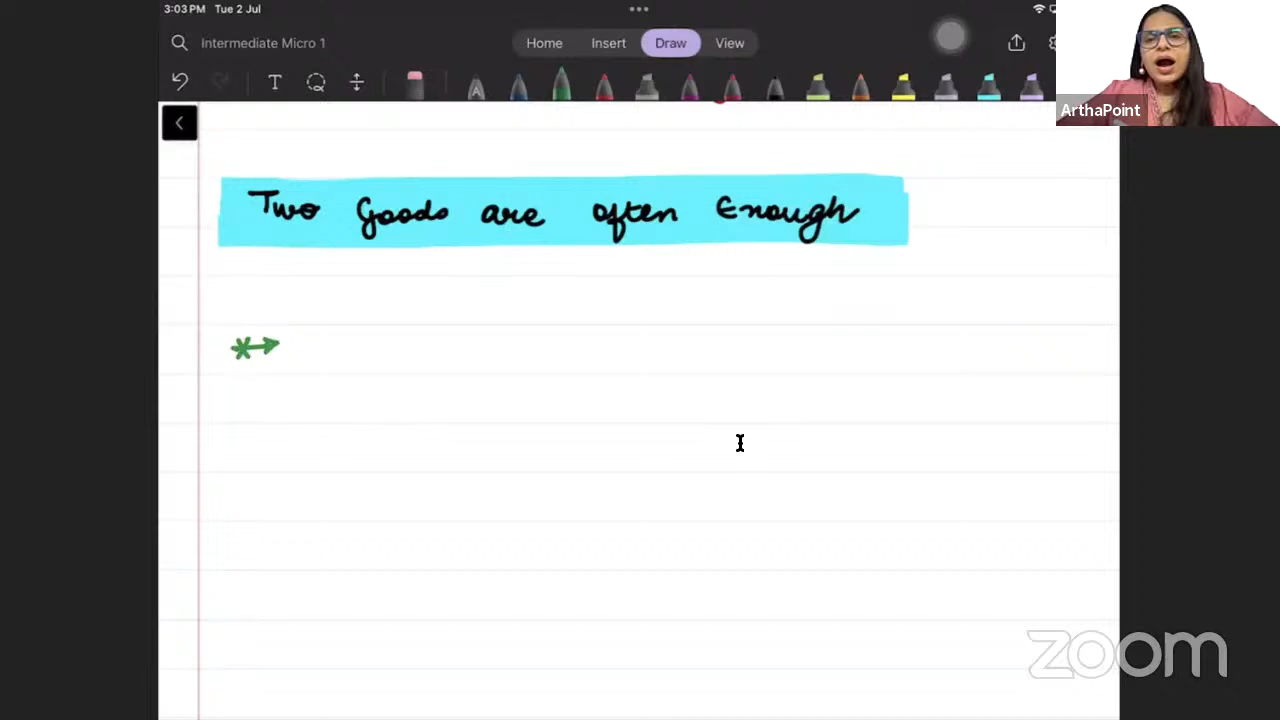 3:03 PM Tue 2 Jul
Intermediate Micro 1
Home Insert Draw View
T
A
ArthaPoint
Two Goods are often Enough
zoom